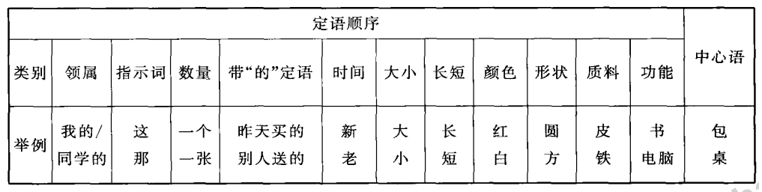 定语顺序
中心语
类别 领属 指示词 数量 带“的”定语 时间 大小 长短 颜色 形状 质料 功能
举例 我的/ 这 一个 昨天买的 新 大 长 红 圆 皮 书 包
同学的 那 一张 别人送的 老 小 短 白 方 铁 电脑 桌